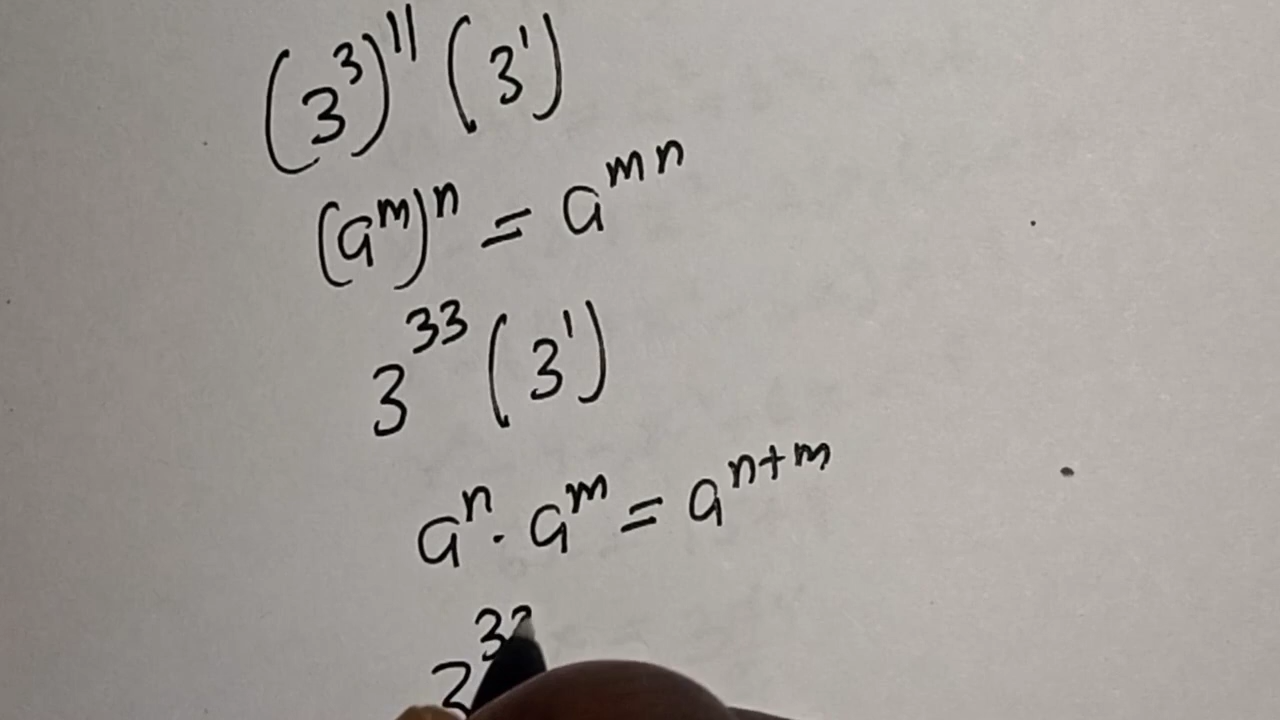 (3³)¹¹ (3¹)
(aᵐ)ⁿ = aᵐⁿ
3³³ (3¹)
aⁿ · aᵐ = aⁿ⁺ᵐ